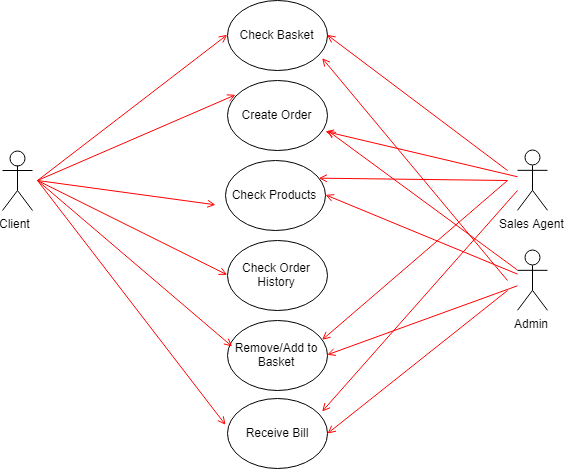 Check Basket
Create Order
Check Products
Client
Sales Agent
Check Order
History
Admin
Remove/Add to
Basket
Receive Bill